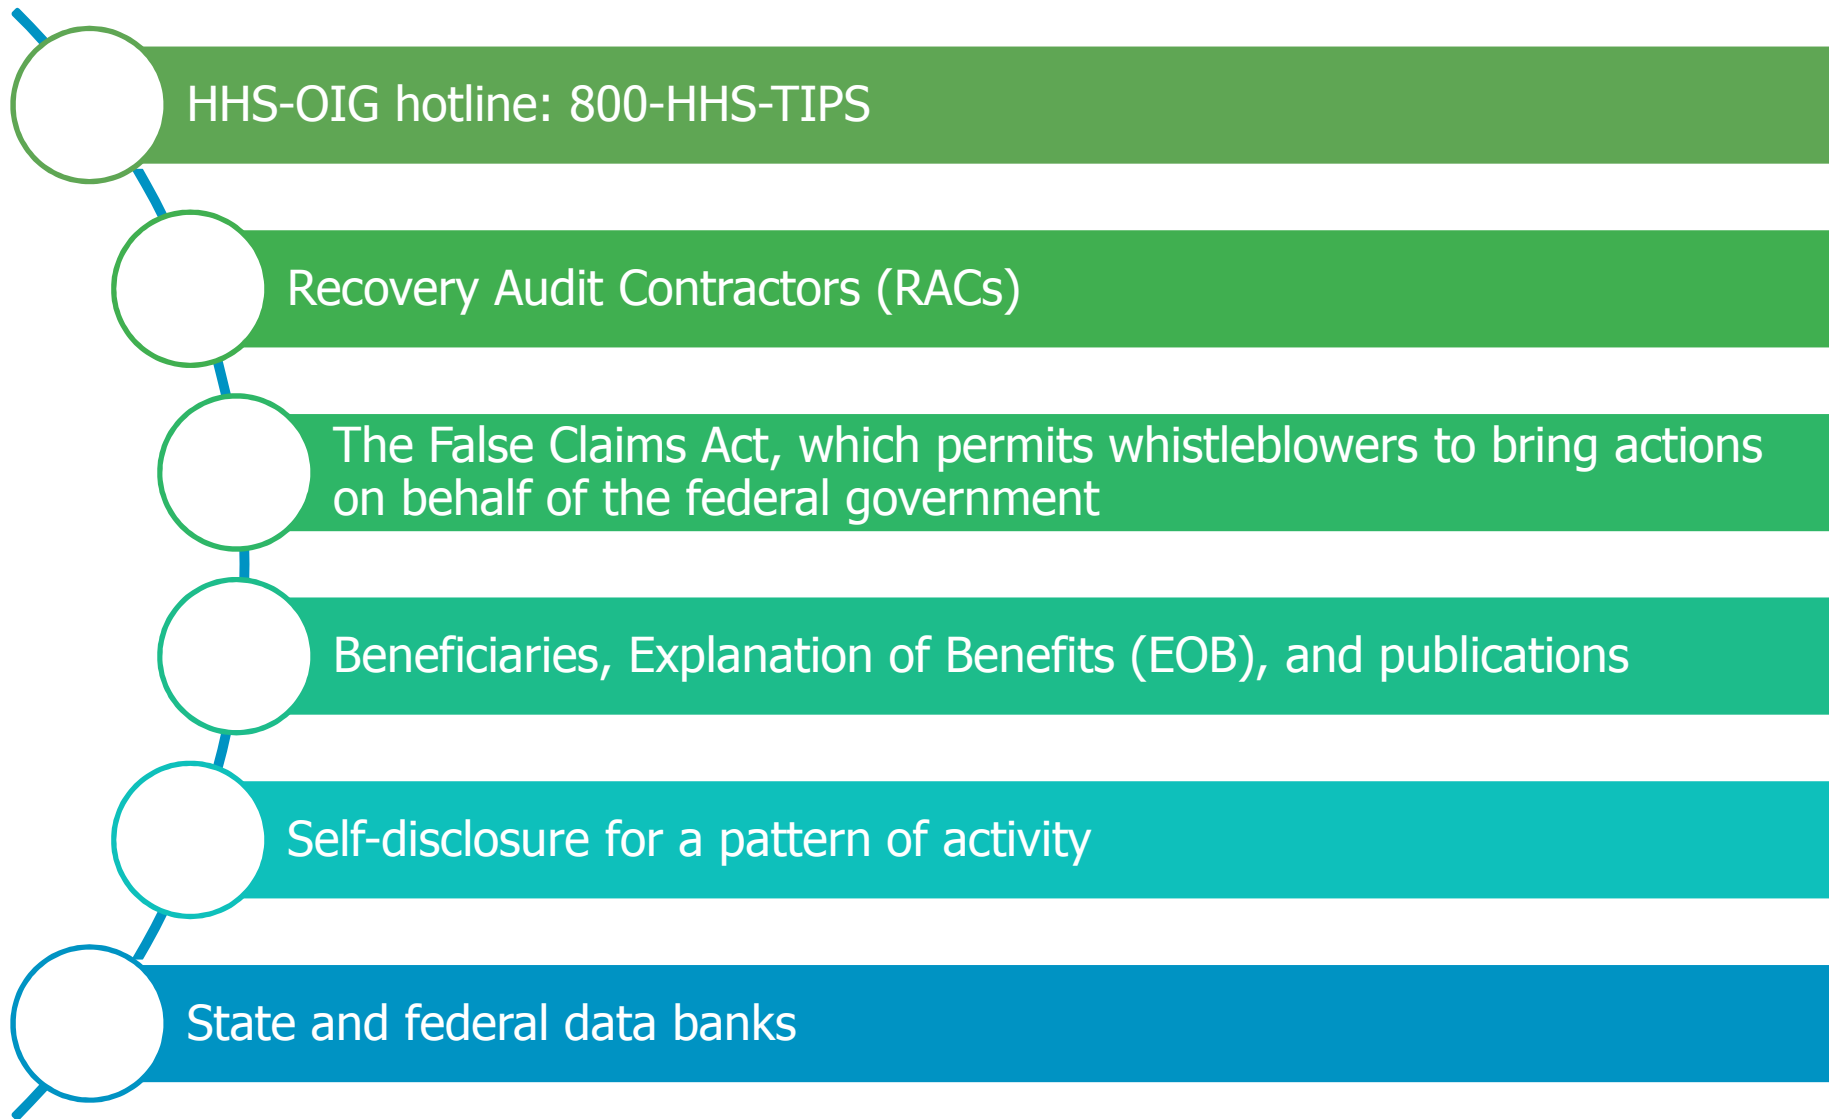 HHS-OIG hotline: 800-HHS-TIPS
Recovery Audit Contractors (RACs)
The False Claims Act, which permits whistleblowers to bring actions
on behalf of the federal government
Beneficiaries, Explanation of Benefits (EOB), and publications
Self-disclosure for a pattern of activity
State and federal data banks